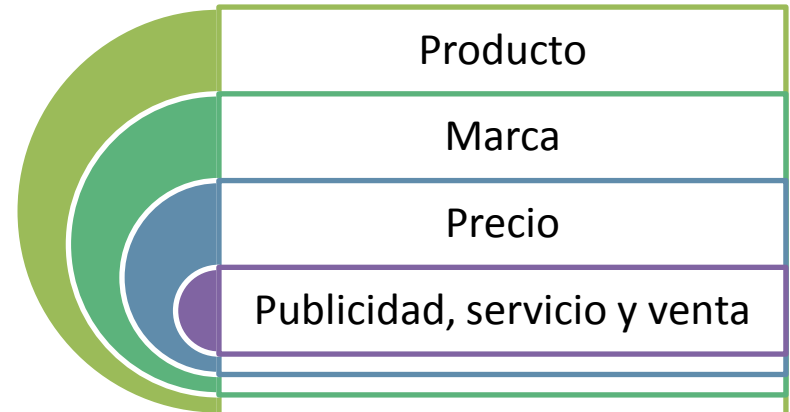 Producto
Marca
Precio
Publicidad, servicio y venta